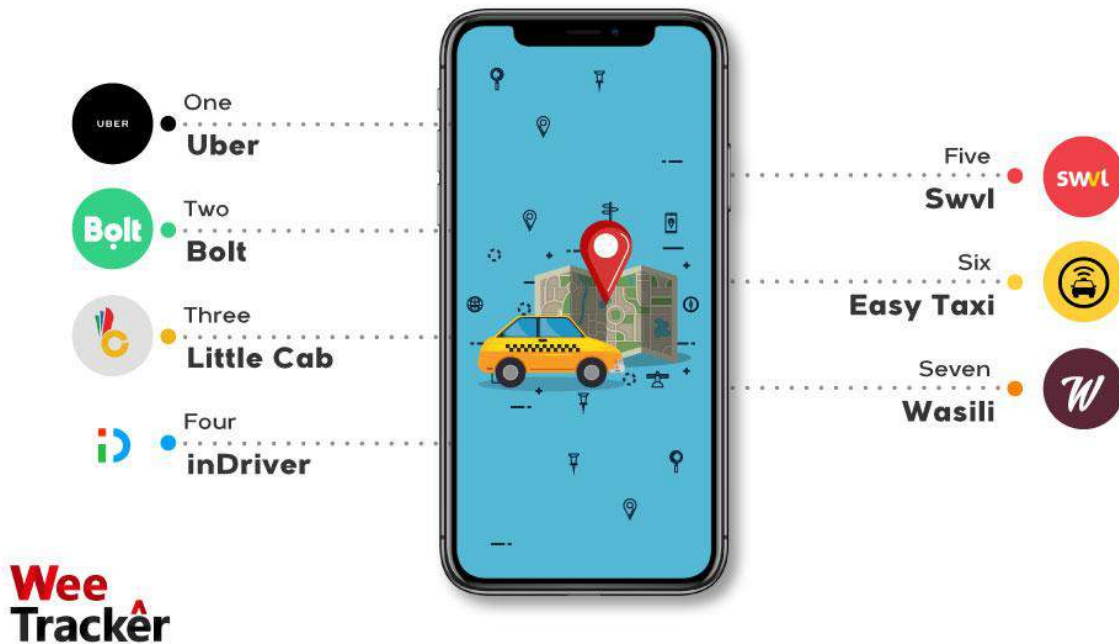 UBER
One
Uber
Bolt
Two
Bolt
Three
Little Cab
iD
Four
inDriver
Five
Swvl
swvl
Six
Easy Taxi
Seven
Wasili
W
Wee
Tracker